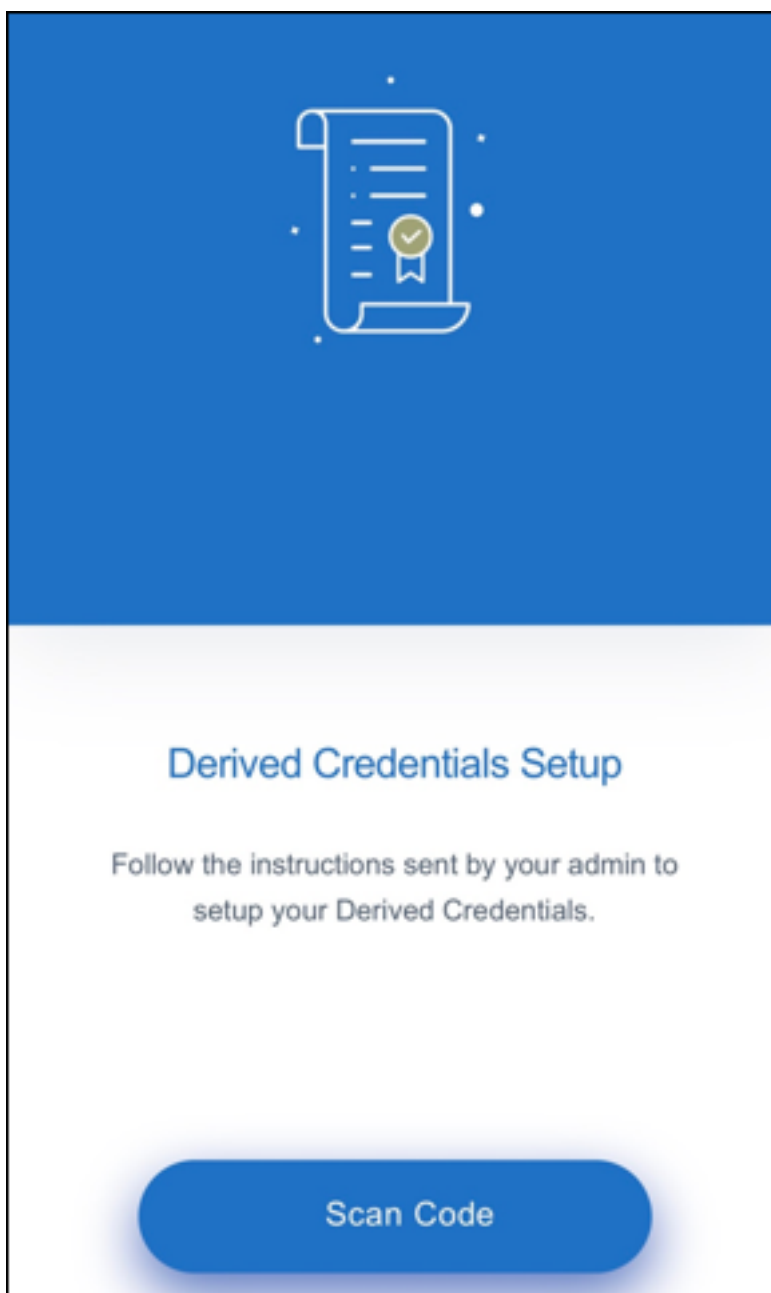 Derived Credentials Setup
Follow the instructions sent by your admin to
setup your Derived Credentials.
Scan Code